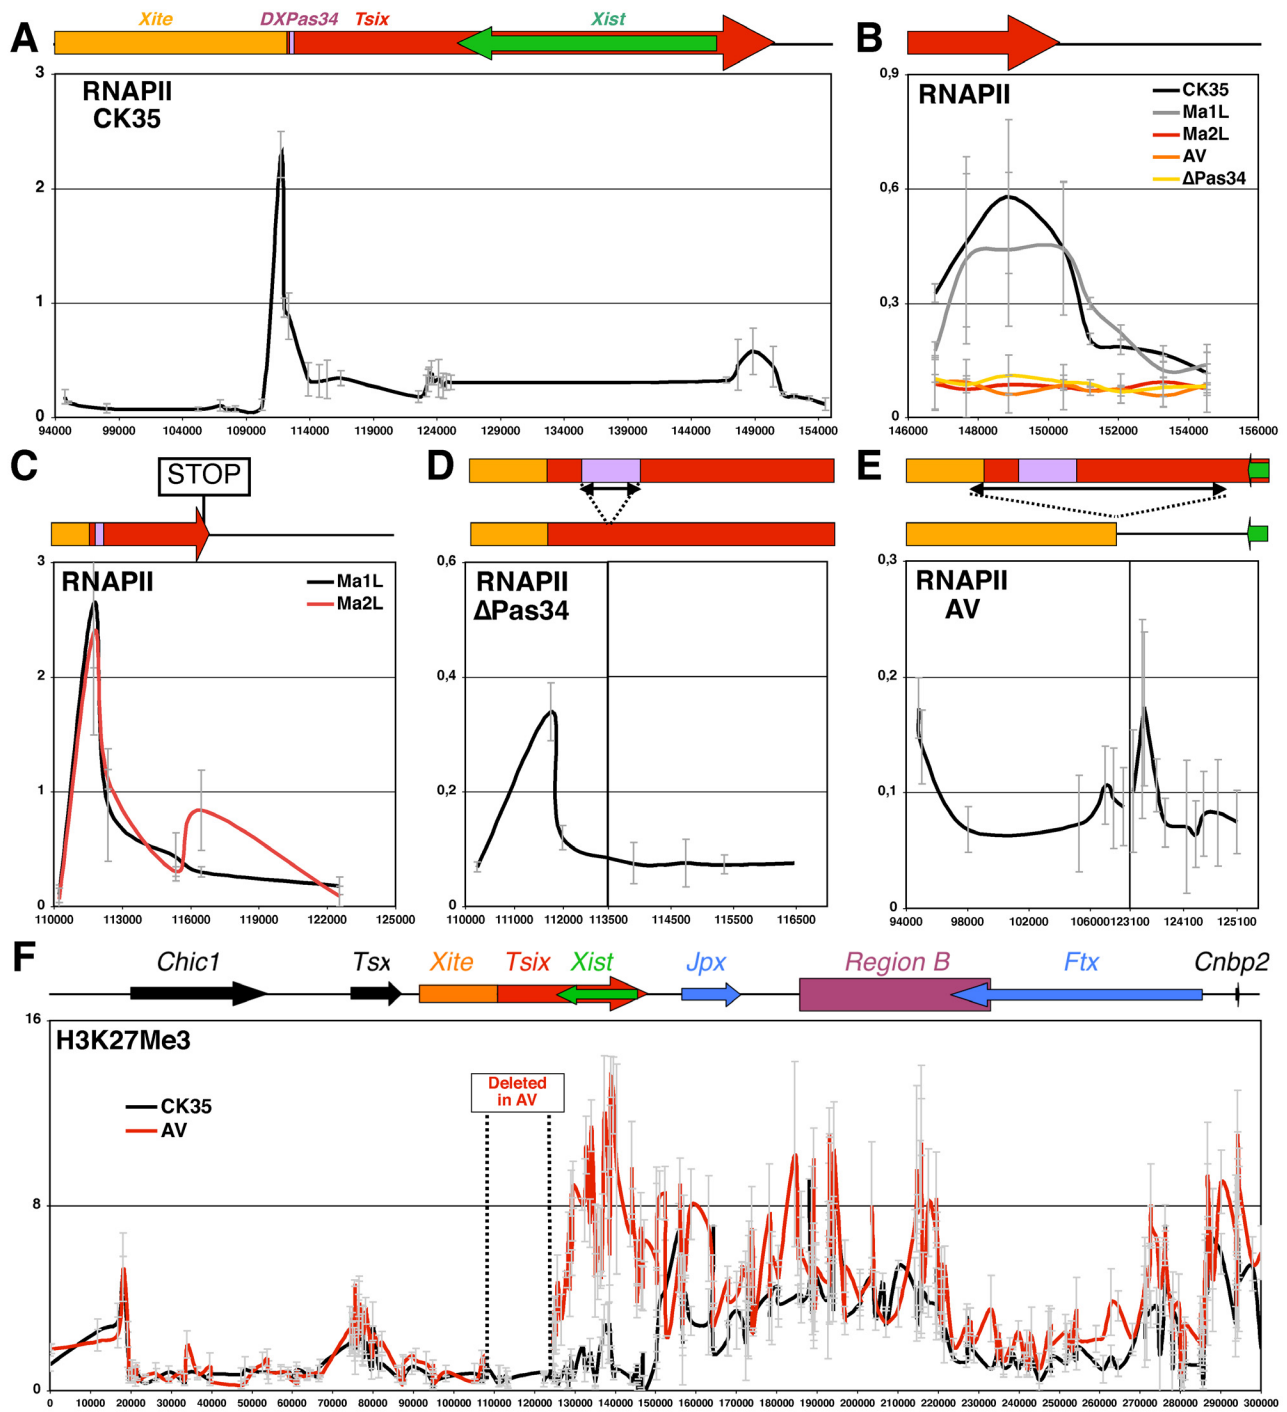 A
Xite DXPas34 Tsix Xist
RNAPII
CK35
3
2
1
0
94000 99000 104000 109000 114000 119000 124000 129000 134000 139000 144000 149000 154000
B
RNAPII
CK35
Ma1L
Ma2L
AV
ΔPas34
0,9
0,6
0,3
0
146000 148000 150000 152000 154000 156000
C
STOP
RNAPII
Ma1L
Ma2L
3
2
1
0
110000 113000 116000 119000 122000 125000
D
RNAPII
ΔPas34
0,6
0,4
0,2
0
110000 111000 112000 113500 114500 115500 116500
E
RNAPII
AV
0,3
0,2
0,1
0
94000 98000 102000 106000 123100 124100 125100
F
Chic1 Tsx Xite Tsix Xist Jpx Region B Ftx Cnbp2
H3K27Me3
Deleted
in AV
CK35
AV
16
8
0
0 10000 20000 30000 40000 50000 60000 70000 80000 90000 100000 110000 120000 130000 140000 150000 160000 170000 180000 190000 200000 210000 220000 230000 240000 250000 260000 270000 280000 290000 300000